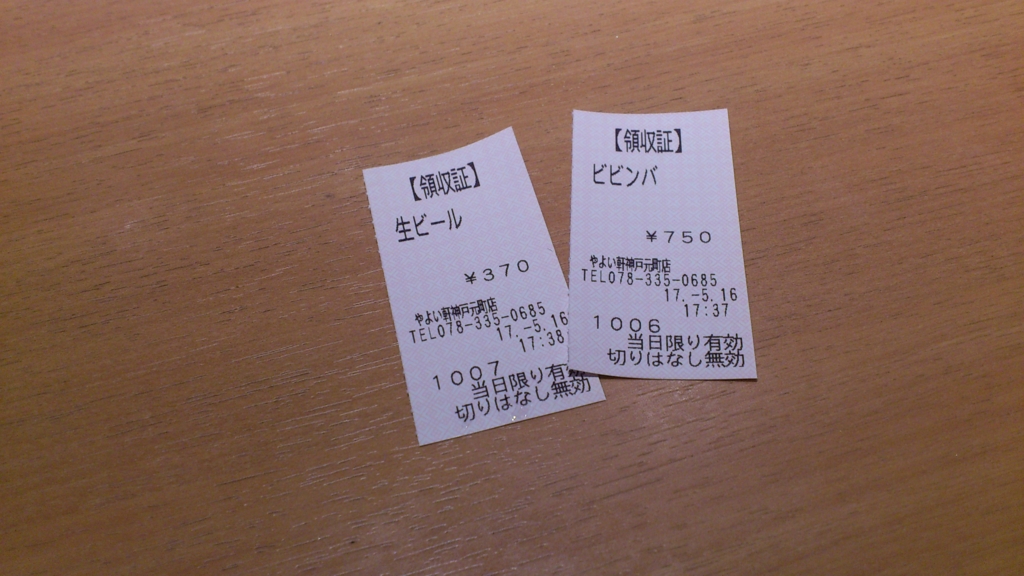 【領収証】
生ビール
¥370
やよい軒神戸元町店
TEL078-335-0685
17.-5.16
17:38
1007
当日限り有効
切りはなし無効
【領収証】
ビビンバ
¥750
やよい軒神戸元町店
TEL078-335-0685
17.-5.16
17:37
1006
当日限り有効
切りはなし無効